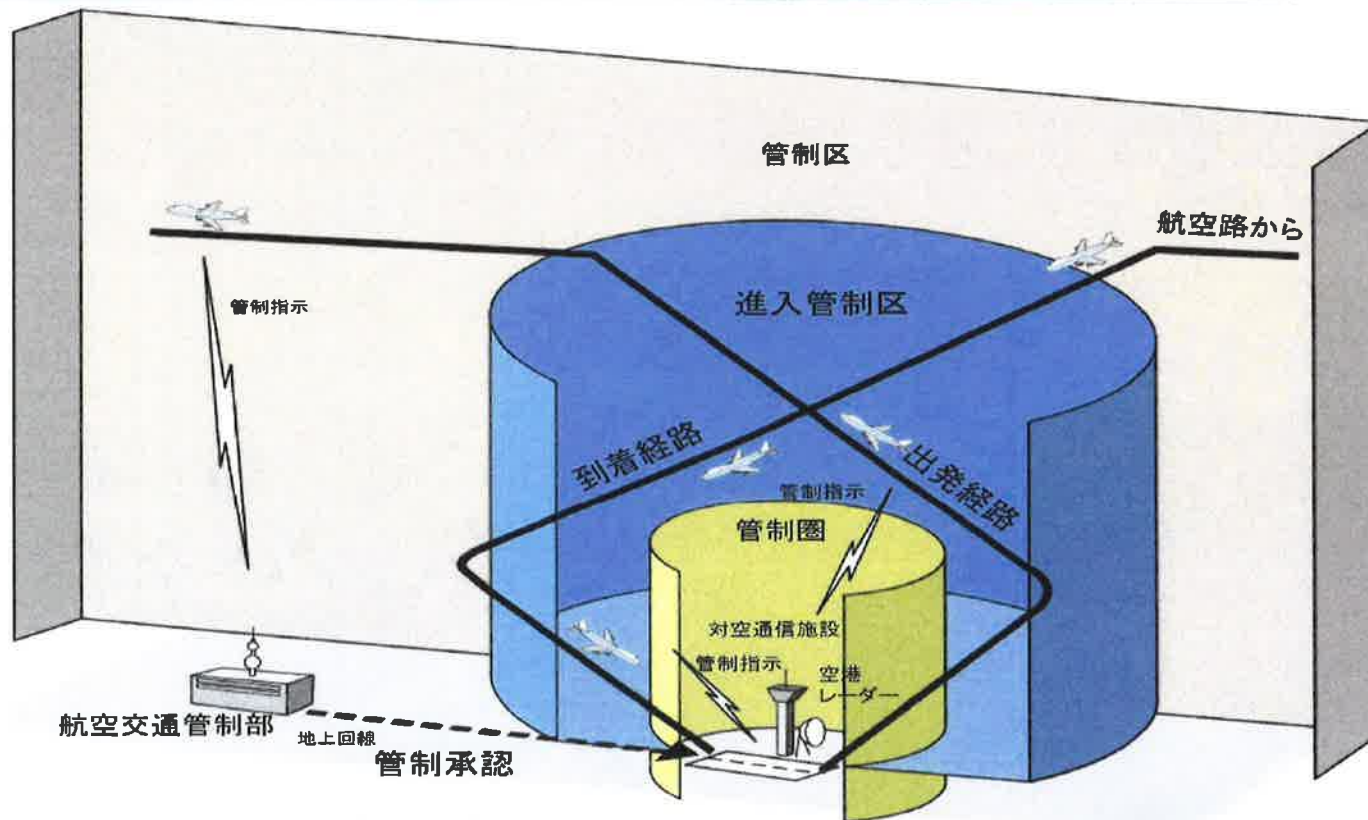 管制区
航空路から
進入管制区
管制指示
到着経路
出発経路
管制指示
管制圏
対空通信施設
管制指示
空港
レーダー
航空交通管制部
地上回線
管制承認